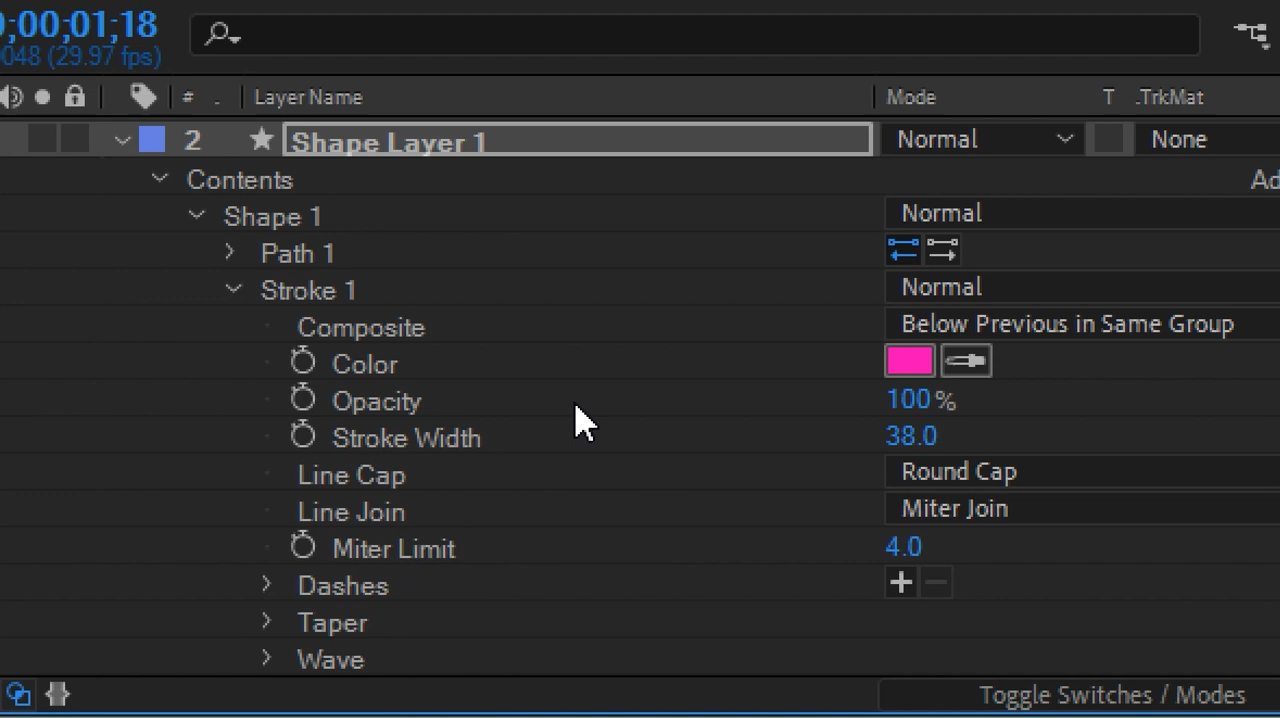 ;00;01;18
048 (29.97 fps)
# . Layer Name Mode T .TrkMat
2 Shape Layer 1 Normal None
Contents
Shape 1 Normal
Path 1
Stroke 1 Normal
Composite Below Previous in Same Group
Color
Opacity 100%
Stroke Width 38.0
Line Cap Round Cap
Line Join Miter Join
Miter Limit 4.0
Dashes + −
Taper
Wave
Toggle Switches / Modes